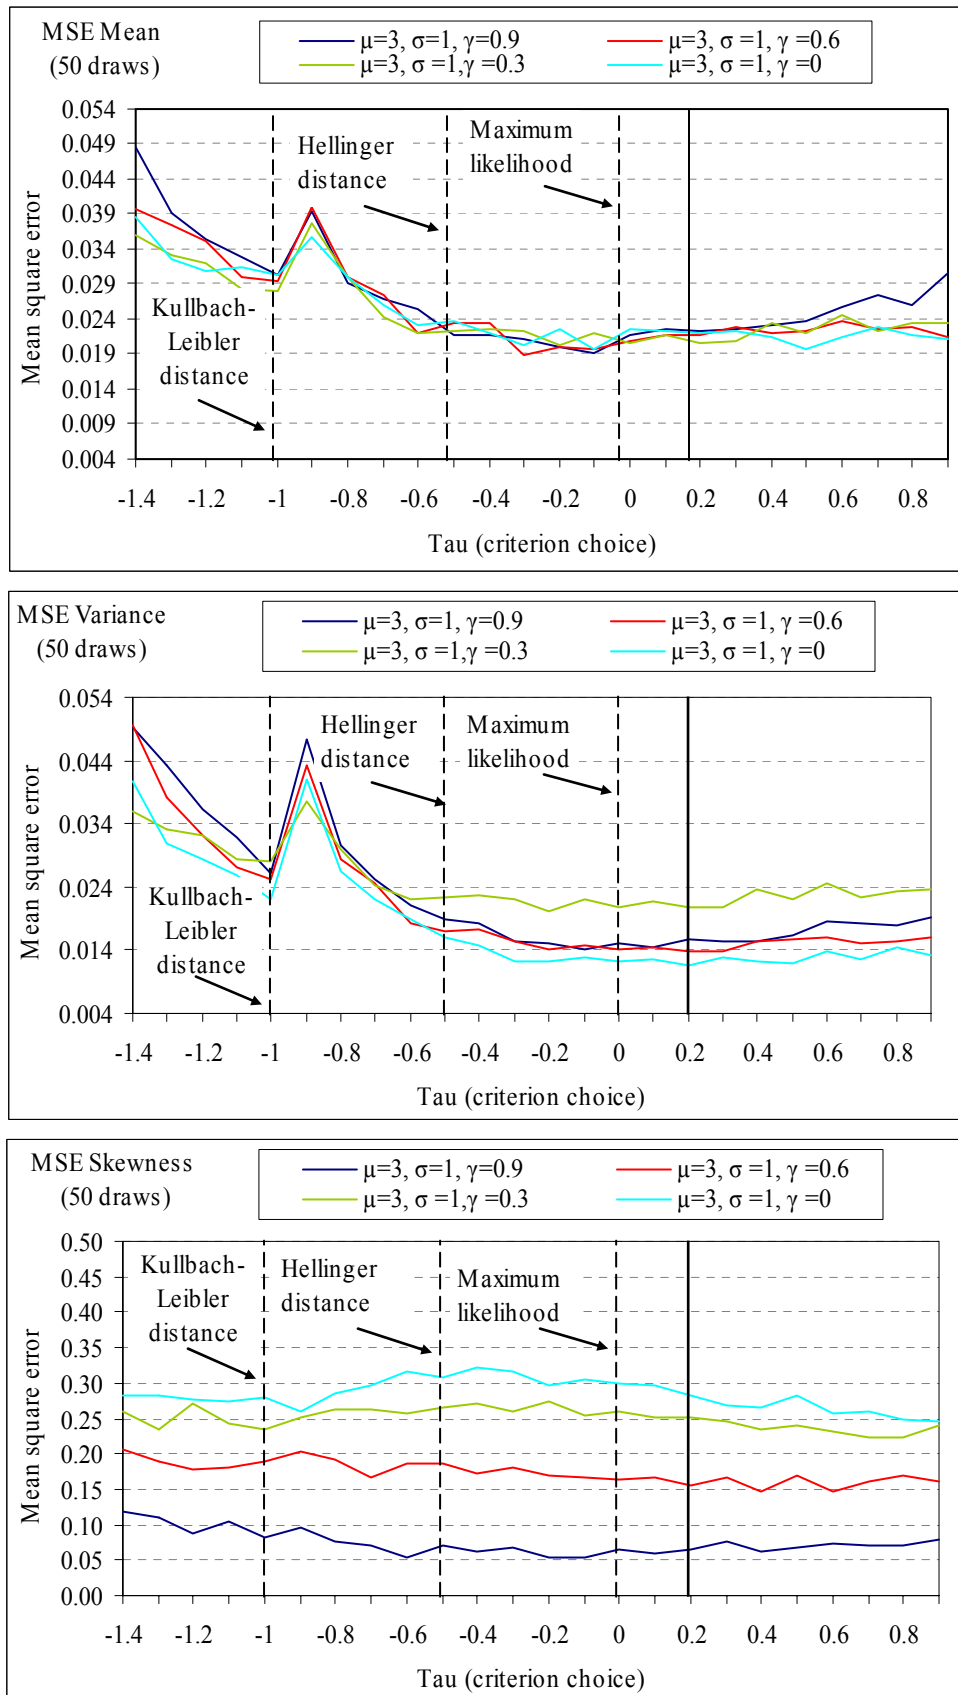 MSE Mean
(50 draws)
μ=3, σ=1, γ=0.9
μ=3, σ =1, γ =0.6
μ=3, σ =1,γ =0.3
μ=3, σ =1, γ =0
0.054
0.049
0.044
0.039
0.034
0.029
0.024
0.019
0.014
0.009
0.004
Mean square error
Kullbach-
Leibler
distance
Hellinger
distance
Maximum
likelihood
-1.4 -1.2 -1 -0.8 -0.6 -0.4 -0.2 0 0.2 0.4 0.6 0.8
Tau (criterion choice)
MSE Variance
(50 draws)
μ=3, σ=1, γ=0.9
μ=3, σ =1, γ =0.6
μ=3, σ =1,γ =0.3
μ=3, σ =1, γ =0
0.054
0.044
0.034
0.024
0.014
0.004
Mean square error
Kullbach-
Leibler
distance
Hellinger
distance
Maximum
likelihood
-1.4 -1.2 -1 -0.8 -0.6 -0.4 -0.2 0 0.2 0.4 0.6 0.8
Tau (criterion choice)
MSE Skewness
(50 draws)
μ=3, σ=1, γ=0.9
μ=3, σ =1, γ =0.6
μ=3, σ =1,γ =0.3
μ=3, σ =1, γ =0
0.50
0.45
0.40
0.35
0.30
0.25
0.20
0.15
0.10
0.05
0.00
Mean square error
Kullbach-
Leibler
distance
Hellinger
distance
Maximum
likelihood
-1.4 -1.2 -1 -0.8 -0.6 -0.4 -0.2 0 0.2 0.4 0.6 0.8
Tau (criterion choice)